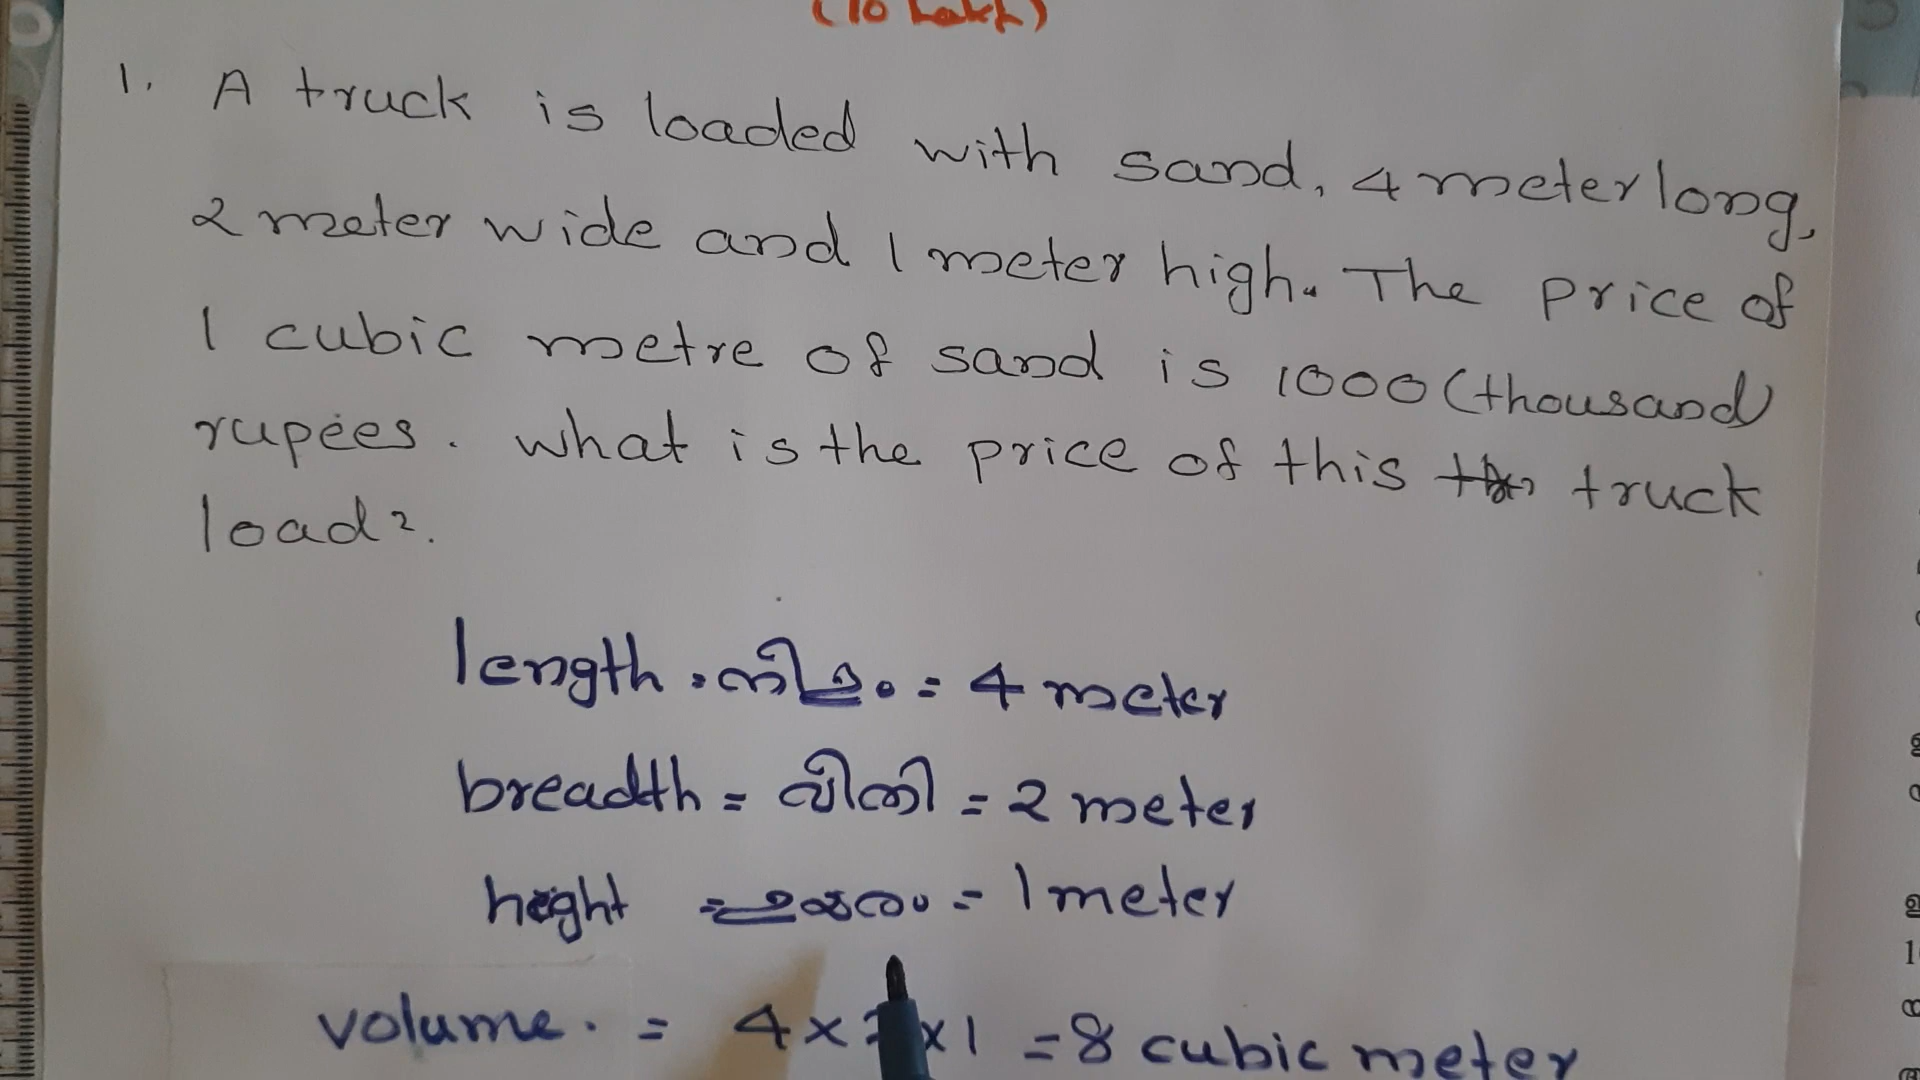 (10 Lakh)
1. A truck is loaded with sand, 4 meter long,
2 meter wide and 1 meter high. The price of
1 cubic metre of sand is 1000 (thousand)
rupees. What is the price of this truck
load?.
length . നീളം = 4 meter
breadth = വീതി = 2 meter
height = ഉയരം = 1 meter
volume. = 4 x 2 x 1 = 8 cubic meter